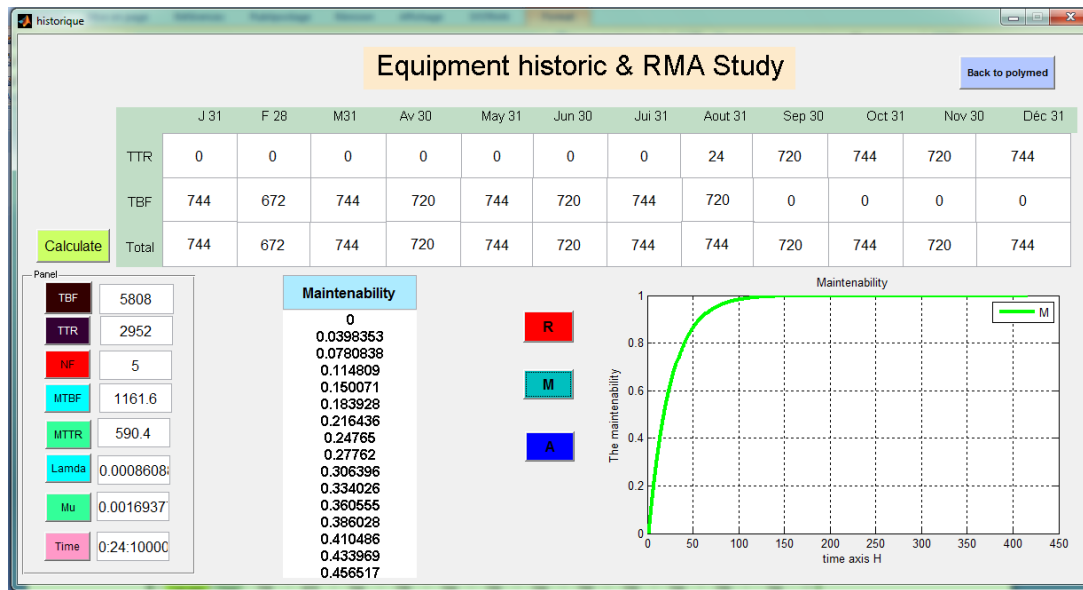 historique
Equipment historic & RMA Study
Back to polymed
J 31 F 28 M31 Av 30 May 31 Jun 30 Jui 31 Aout 31 Sep 30 Oct 31 Nov 30 Déc 31
TTR 0 0 0 0 0 0 0 24 720 744 720 744
TBF 744 672 744 720 744 720 744 720 0 0 0 0
Calculate Total 744 672 744 720 744 720 744 744 720 744 720 744
Panel
TBF 5808
TTR 2952
NF 5
MTBF 1161.6
MTTR 590.4
Lamda
Mu 0.0016937
Time 0:24:1000
Maintenability
0
0.0398353
0.0780838
0.114809
0.150071
0.183928
0.216436
0.24765
0.27762
0.306396
0.334026
0.360555
0.386028
0.410486
0.433969
0.456517
R
M
A
Maintenability
M
The maintenability
1
0.8
0.6
0.4
0.2
0
0 50 100 150 200 250 300 350 400 450
time axis H